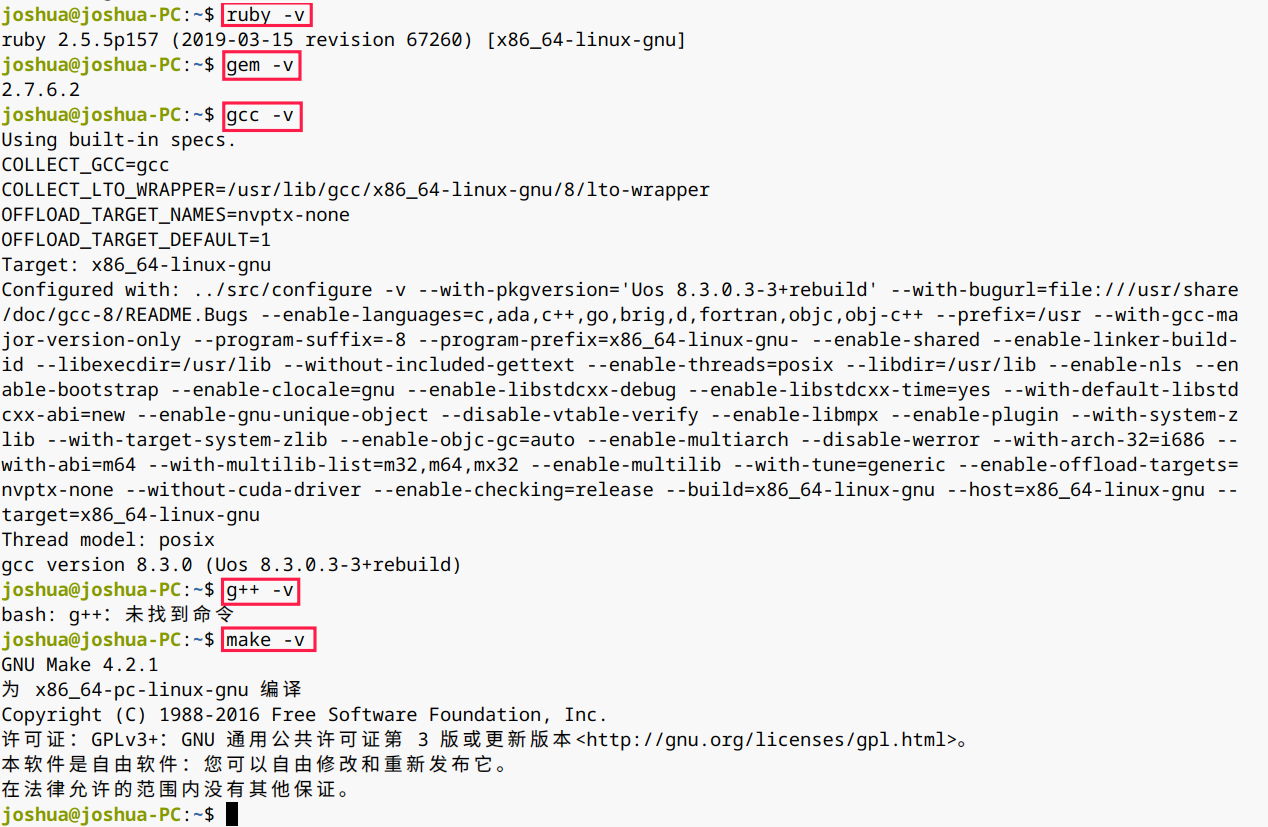 joshua@joshua-PC:~$ ruby -v
ruby 2.5.5p157 (2019-03-15 revision 67260) [x86_64-linux-gnu]
joshua@joshua-PC:~$ gem -v
2.7.6.2
joshua@joshua-PC:~$ gcc -v
Using built-in specs.
COLLECT_GCC=gcc
COLLECT_LTO_WRAPPER=/usr/lib/gcc/x86_64-linux-gnu/8/lto-wrapper
OFFLOAD_TARGET_NAMES=nvptx-none
OFFLOAD_TARGET_DEFAULT=1
Target: x86_64-linux-gnu
Configured with: ../src/configure -v --with-pkgversion='Uos 8.3.0.3-3+rebuild' --with-bugurl=file:///usr/share
/doc/gcc-8/README.Bugs --enable-languages=c,ada,c++,go,brig,d,fortran,objc,obj-c++ --prefix=/usr --with-gcc-ma
jor-version-only --program-suffix=-8 --program-prefix=x86_64-linux-gnu- --enable-shared --enable-linker-build-
id --libexecdir=/usr/lib --without-included-gettext --enable-threads=posix --libdir=/usr/lib --enable-nls --en
able-bootstrap --enable-clocale=gnu --enable-libstdcxx-debug --enable-libstdcxx-time=yes --with-default-libstd
cxx-abi=new --enable-gnu-unique-object --disable-vtable-verify --enable-libmpx --enable-plugin --with-system-z
lib --with-target-system-zlib --enable-objc-gc=auto --enable-multiarch --disable-werror --with-arch-32=i686 --
with-abi=m64 --with-multilib-list=m32,m64,mx32 --enable-multilib --with-tune=generic --enable-offload-targets=
nvptx-none --without-cuda-driver --enable-checking=release --build=x86_64-linux-gnu --host=x86_64-linux-gnu --
target=x86_64-linux-gnu
Thread model: posix
gcc version 8.3.0 (Uos 8.3.0.3-3+rebuild)
joshua@joshua-PC:~$ g++ -v
bash: g++：未找到命令
joshua@joshua-PC:~$ make -v
GNU Make 4.2.1
为 x86_64-pc-linux-gnu 编译
Copyright (C) 1988-2016 Free Software Foundation, Inc.
许可证：GPLv3+：GNU 通用公共许可证第 3 版或更新版本<http://gnu.org/licenses/gpl.html>。
本软件是自由软件：您可以自由修改和重新发布它。
在法律允许的范围内没有其他保证。
joshua@joshua-PC:~$